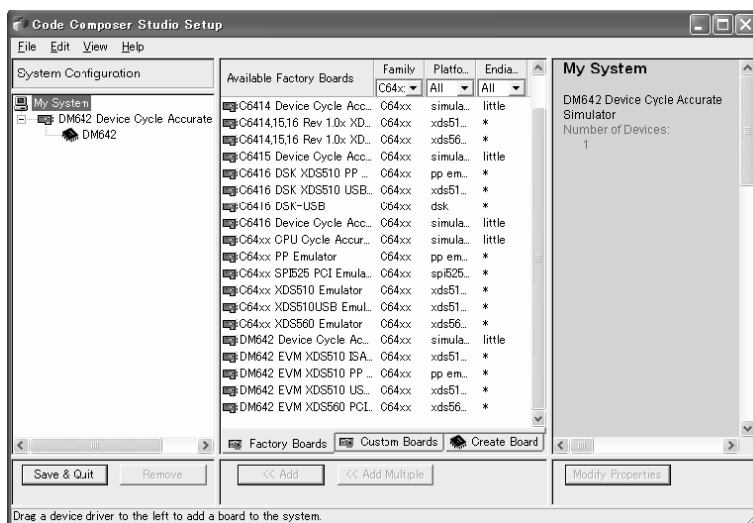 Code Composer Studio Setup
File Edit View Help
System Configuration
My System
DM642 Device Cycle Accurate
DM642
Available Factory Boards Family Platfo... Endia...
C64x: All All
C6414 Device Cycle Acc... C64xx simula... little
C6414,15,16 Rev 1.0x XD... C64xx xds51... *
C6414,15,16 Rev 1.0x XD... C64xx xds56... *
C6415 Device Cycle Acc... C64xx simula... little
C6416 DSK XDS510 PP ... C64xx pp em... *
C6416 DSK XDS510 USB... C64xx xds51... *
C6416 DSK-USB C64xx dsk *
C6416 Device Cycle Acc... C64xx simula... little
C64xx CPU Cycle Accur... C64xx simula... little
C64xx PP Emulator C64xx pp em... *
C64xx SPI525 PCI Emula... C64xx spi525... *
C64xx XDS510 Emulator C64xx xds51... *
C64xx XDS510USB Emul... C64xx xds51... *
C64xx XDS560 Emulator C64xx xds56... *
DM642 Device Cycle Ac... C64xx simula... little
DM642 EVM XDS510 ISA... C64xx xds51... *
DM642 EVM XDS510 PP ... C64xx pp em... *
DM642 EVM XDS510 US... C64xx xds51... *
DM642 EVM XDS560 PCI... C64xx xds56... *
Factory Boards Custom Boards Create Board
My System
DM642 Device Cycle Accurate
Simulator
Number of Devices:
1
Save & Quit Remove << Add << Add Multiple Modify Properties
Drag a device driver to the left to add a board to the system.